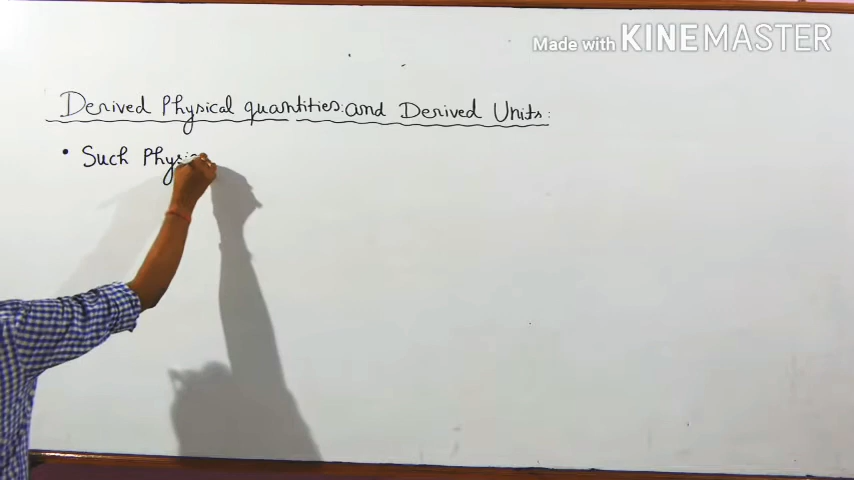 Made with KINEMASTER
Derived Physical quantities: and Derived Units:
• Such